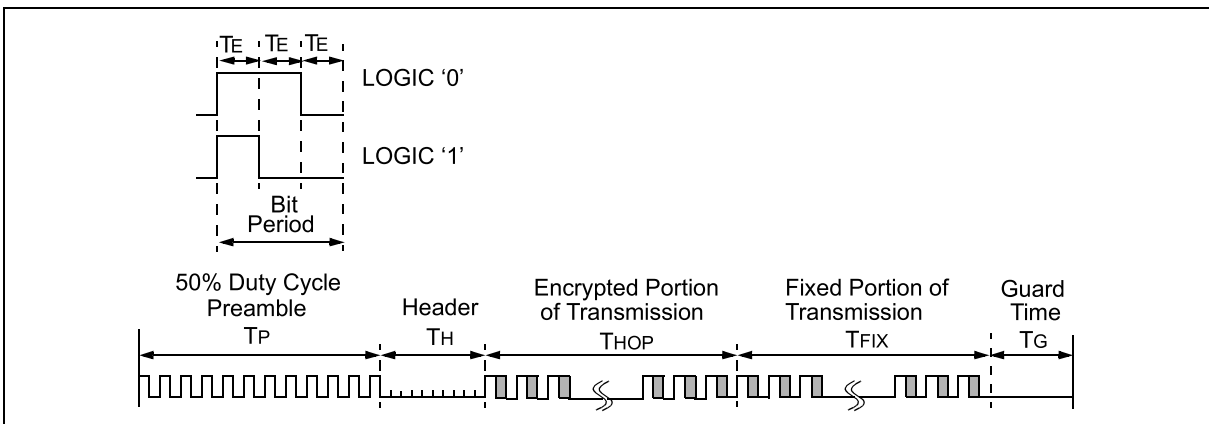 TE TE TE
LOGIC ‘0’
LOGIC ‘1’
Bit
Period
50% Duty Cycle
Preamble
TP
Header
TH
Encrypted Portion
of Transmission
THOP
Fixed Portion of
Transmission
TFIX
Guard
Time
TG